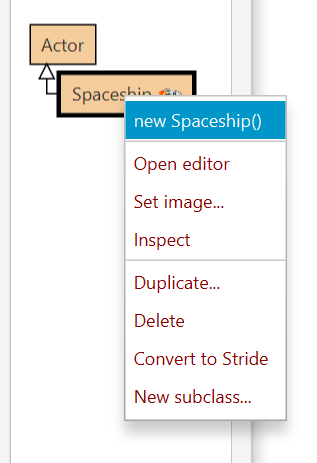 Actor
Spaceship
new Spaceship()
Open editor
Set image...
Inspect
Duplicate...
Delete
Convert to Stride
New subclass...